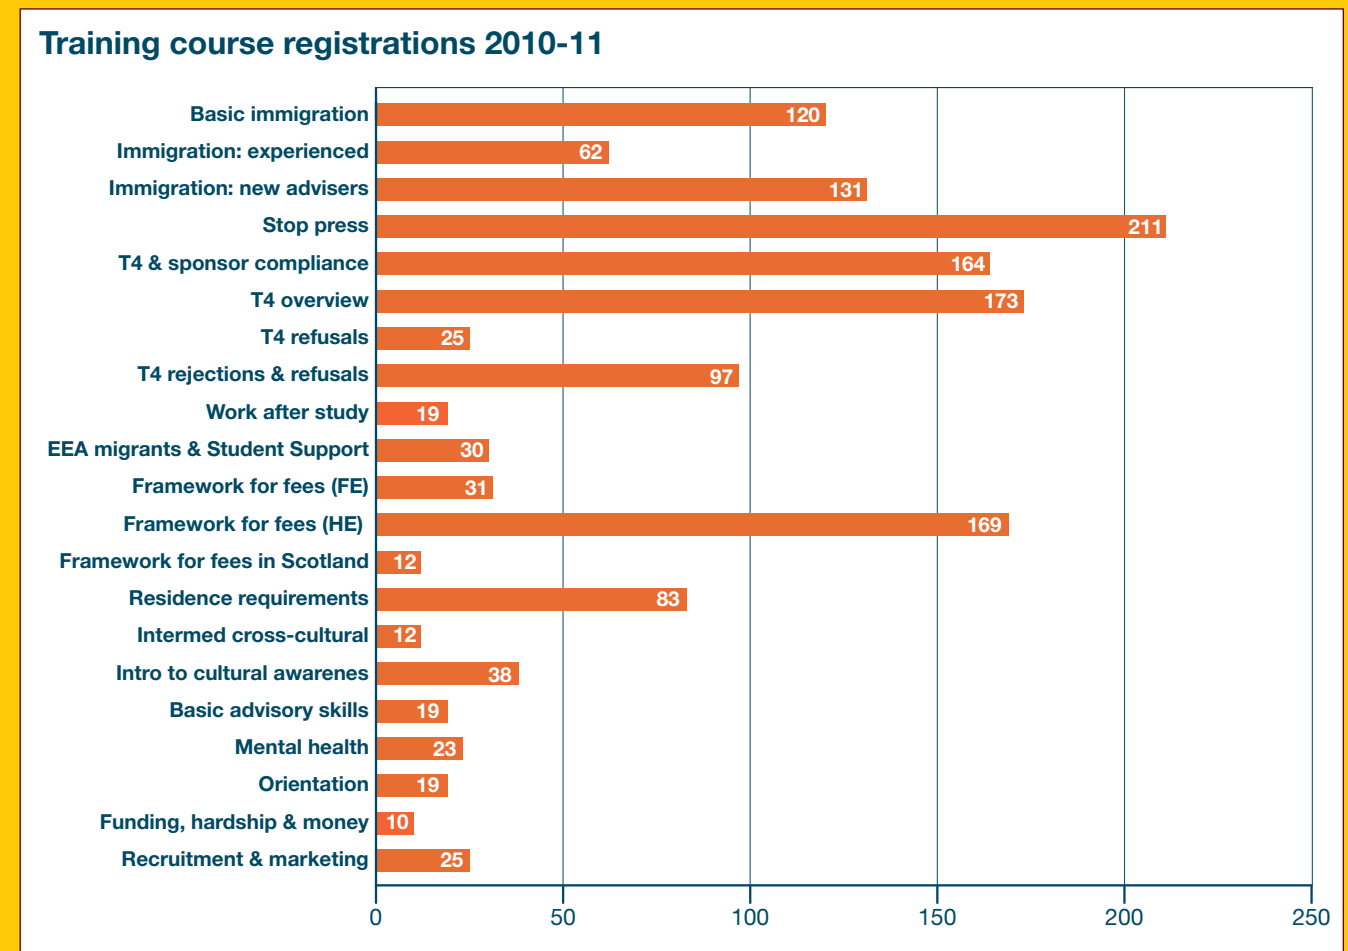 Training course registrations 2010-11
Basic immigration 120
Immigration: experienced 62
Immigration: new advisers 131
Stop press 211
T4 & sponsor compliance 164
T4 overview 173
T4 refusals 25
T4 rejections & refusals 97
Work after study 19
EEA migrants & Student Support 30
Framework for fees (FE) 31
Framework for fees (HE) 169
Framework for fees in Scotland 12
Residence requirements 83
Intermed cross-cultural 12
Intro to cultural awarenes 38
Basic advisory skills 19
Mental health 23
Orientation 19
Funding, hardship & money 10
Recruitment & marketing 25
0 50 100 150 200 250